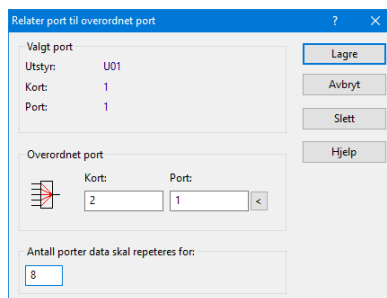 Relater port til overordnet port
Valgt port
Utstyr: U01
Kort: 1
Port: 1
Lagre
Avbryt
Slett
Hjelp
Overordnet port
Kort: Port:
2 1 <
Antall porter data skal repeteres for:
8